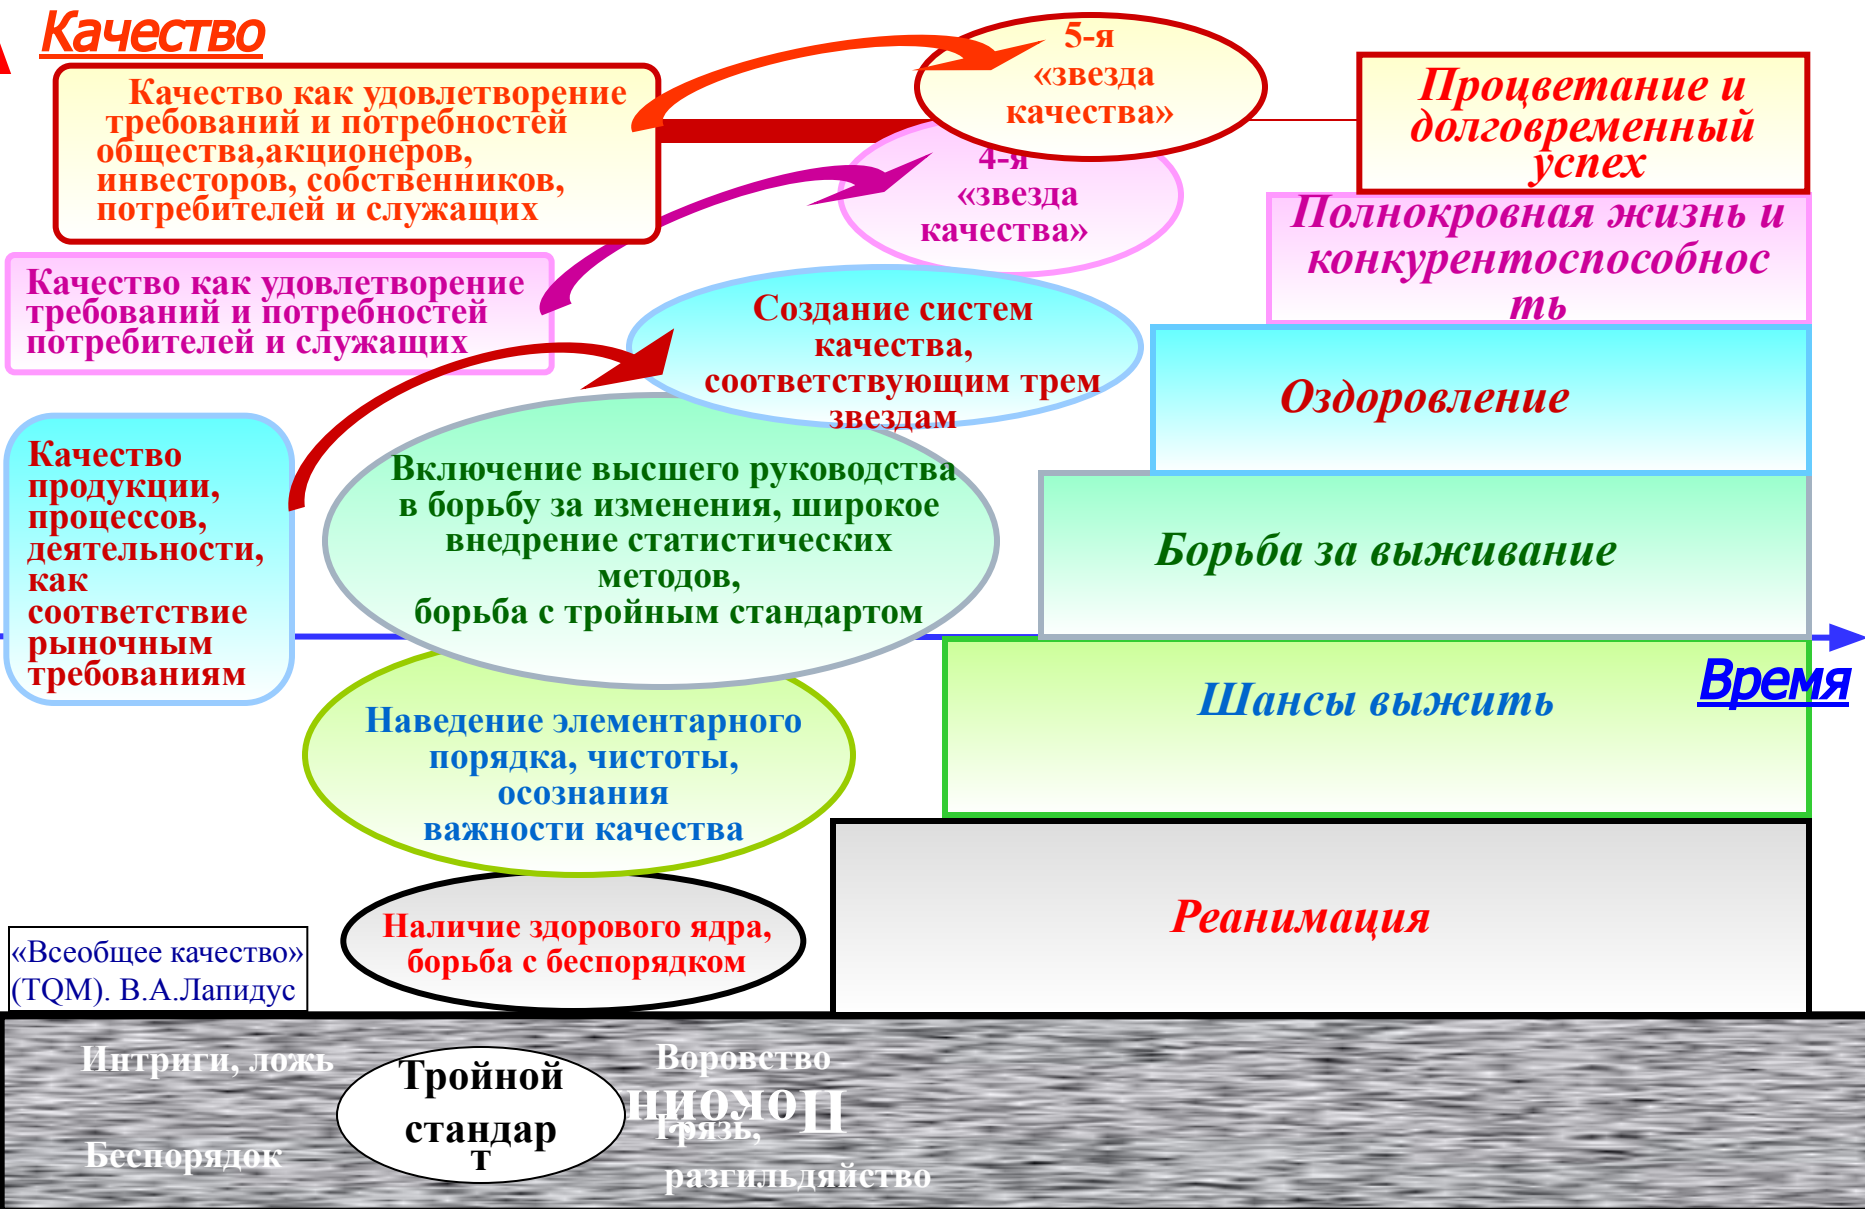 Качество
Качество как удовлетворение
требований и потребностей
общества,акционеров,
инвесторов, собственников,
потребителей и служащих
5-я
«звезда
качества»
Процветание и
долговременный
успех
4-я
«звезда
качества»
Полнокровная жизнь и
конкурентоспособнос
ть
Качество как удовлетворение
требований и потребностей
потребителей и служащих
Создание систем
качества,
соответствующим трем
звездам
Оздоровление
Качество
продукции,
процессов,
деятельности,
как
соответствие
рыночным
требованиям
Включение высшего руководства
в борьбу за изменения, широкое
внедрение статистических
методов,
борьба с тройным стандартом
Борьба за выживание
Время
Наведение элементарного
порядка, чистоты,
осознания
важности качества
Шансы выжить
Наличие здорового ядра,
борьба с беспорядком
Реанимация
«Всеобщее качество»
(TQM). В.А.Лапидус
Интриги, ложь
Беспорядок
Тройной
стандар
т
Воровство
Грязь,
разгильдяйство